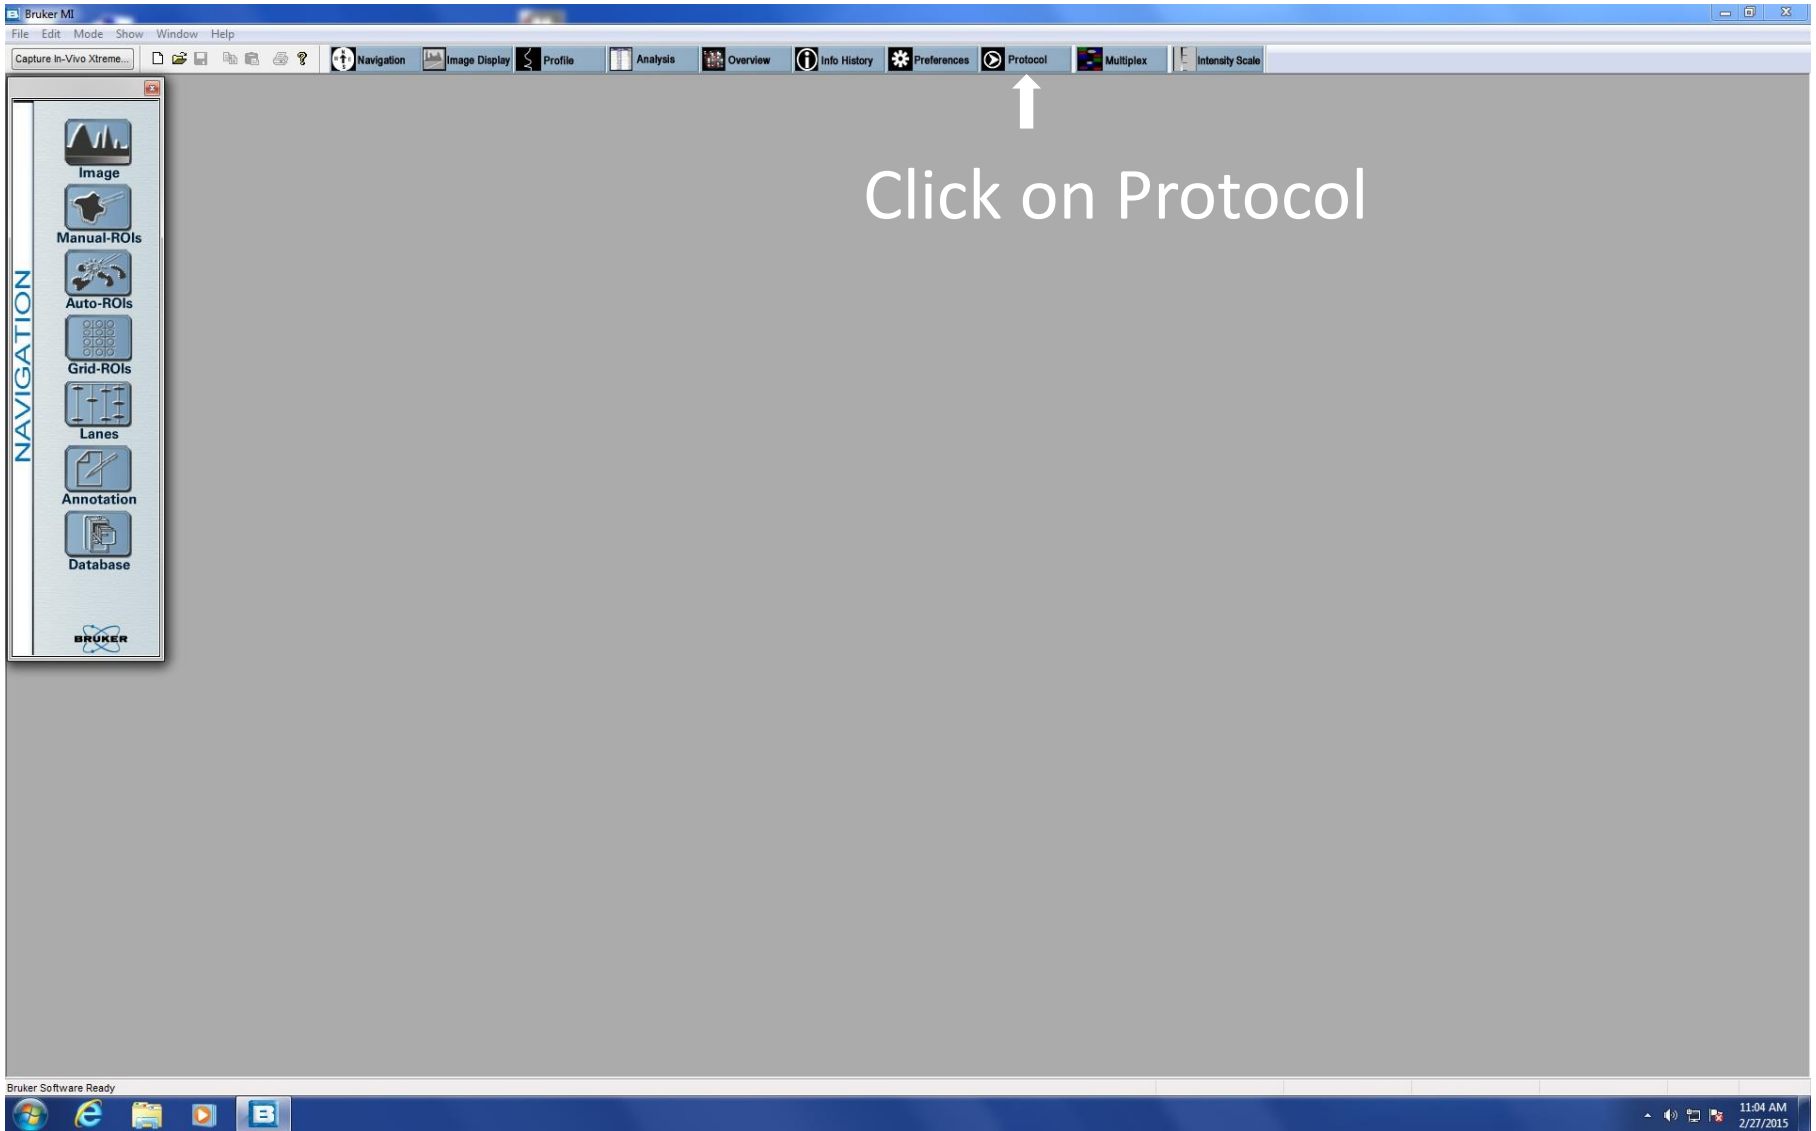 Bruker MI
File Edit Mode Show Window Help
Capture In-Vivo Xtreme... Navigation Image Display Profile Analysis Overview Info History Preferences Protocol Multiplex Intensity Scale
Click on Protocol
NAVIGATION
Image
Manual-ROIs
Auto-ROIs
Grid-ROIs
Lanes
Annotation
Database
BRUKER
Bruker Software Ready
11:04 AM
2/27/2015